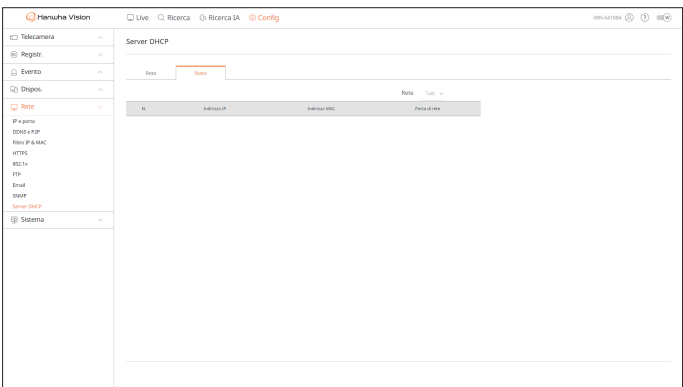 Hanwha Vision
Live Ricerca Ricerca IA Config
Telecamera
Registr.
Evento
Dispos.
Rete
IP e porta
DDNS e P2P
Filtro IP & MAC
HTTPS
802.1x
FTP
Email
SNMP
Server DHCP
Sistema
Server DHCP
Rete Stato
Rete Tutti
N. Indirizzo IP Indirizzo MAC Porta di rete